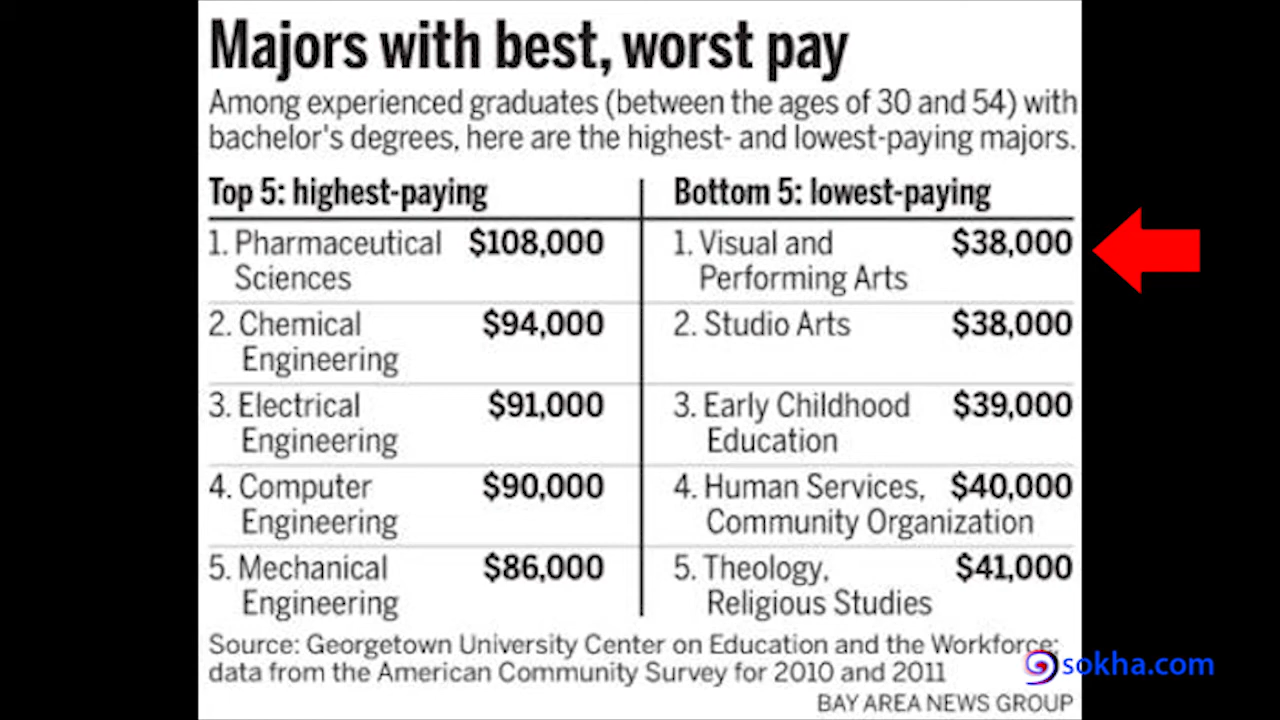 Majors with best, worst pay
Among experienced graduates (between the ages of 30 and 54) with
bachelor's degrees, here are the highest- and lowest-paying majors.
Top 5: highest-paying
1. Pharmaceutical $108,000
Sciences
2. Chemical $94,000
Engineering
3. Electrical $91,000
Engineering
4. Computer $90,000
Engineering
5. Mechanical $86,000
Engineering
Bottom 5: lowest-paying
1. Visual and $38,000
Performing Arts
2. Studio Arts $38,000
3. Early Childhood $39,000
Education
4. Human Services, $40,000
Community Organization
5. Theology, $41,000
Religious Studies
Source: Georgetown University Center on Education and the Workforce;
data from the American Community Survey for 2010 and 2011
BAY AREA NEWS GROUP
sokha.com